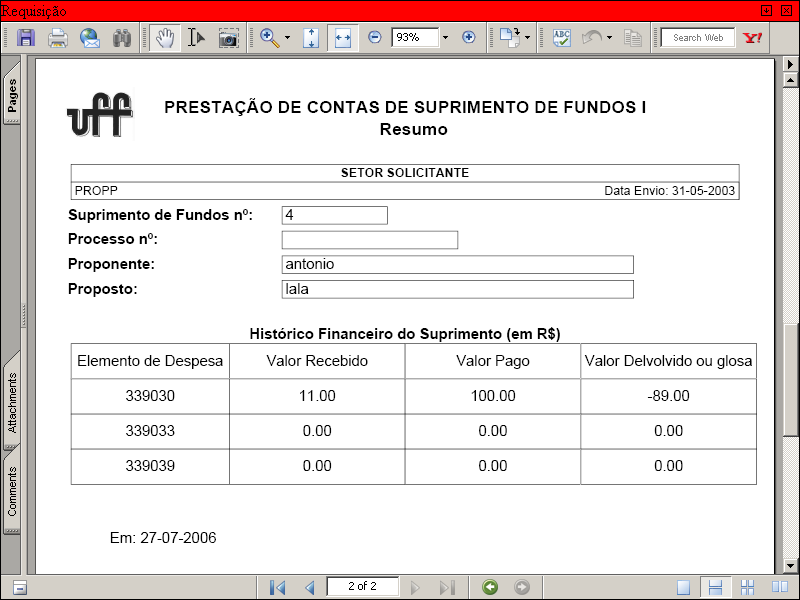 Requisição
93%
Search Web
Y!
ABC
Pages
Attachments
Comments
uff
PRESTAÇÃO DE CONTAS DE SUPRIMENTO DE FUNDOS I
Resumo
SETOR SOLICITANTE
PROPP Data Envio: 31-05-2003
Suprimento de Fundos nº: 4
Processo nº:
Proponente: antonio
Proposto: lala
Histórico Financeiro do Suprimento (em R$)
Elemento de Despesa Valor Recebido Valor Pago Valor Delvolvido ou glosa
339030 11.00 100.00 -89.00
339033 0.00 0.00 0.00
339039 0.00 0.00 0.00
Em: 27-07-2006
2 of 2